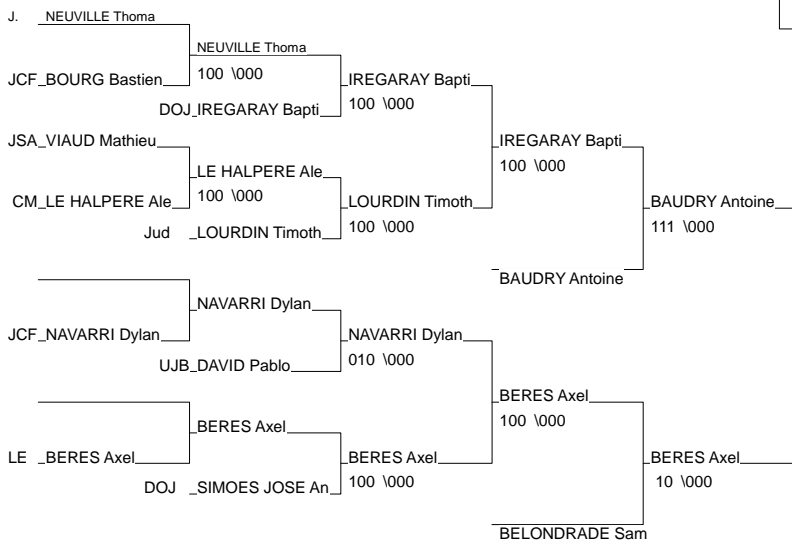 J. NEUVILLE Thoma
NEUVILLE Thoma
JCF_BOURG Bastien
100 \000
IREGARAY Bapti
DOJ_IREGARAY Bapti
100 \000
JSA_VIAUD Mathieu
IREGARAY Bapti
100 \000
LE HALPERE Ale
CM_LE HALPERE Ale
100 \000
LOURDIN Timoth
BAUDRY Antoine
Jud _LOURDIN Timoth
100 \000
111 \000
BAUDRY Antoine
NAVARRI Dylan
JCF_NAVARRI Dylan
NAVARRI Dylan
UJB_DAVID Pablo
010 \000
BERES Axel
100 \000
BERES Axel
LE _BERES Axel
BERES Axel
BERES Axel
DOJ _SIMOES JOSE An
100 \000
10 \000
BELONDRADE Sam